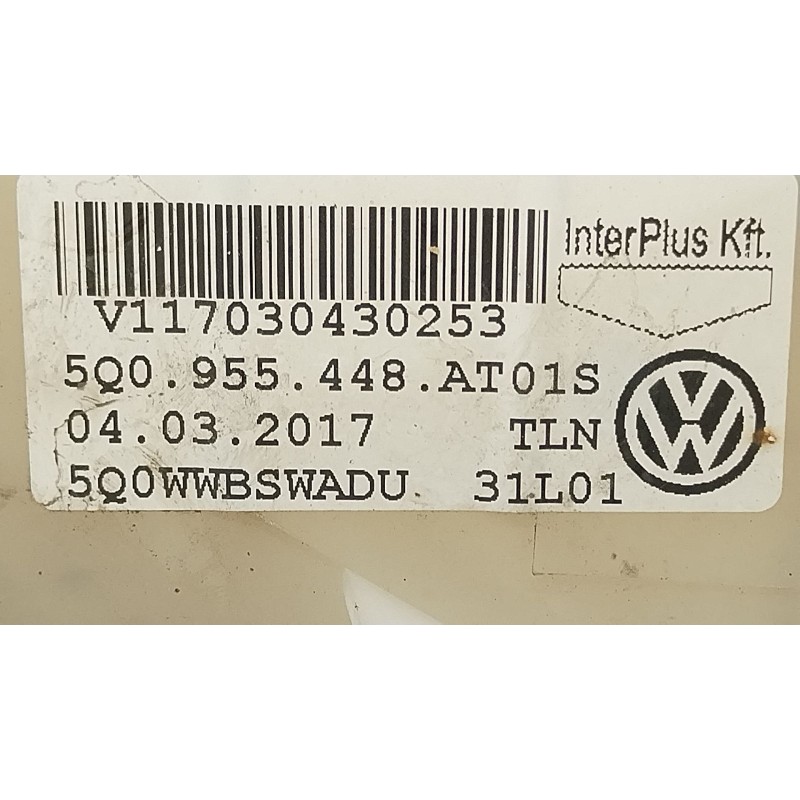 InterPlus Kft.
V117030430253
5Q0.955.448.AT01S
04.03.2017 TLN
5Q0WWBSWADU 31L01